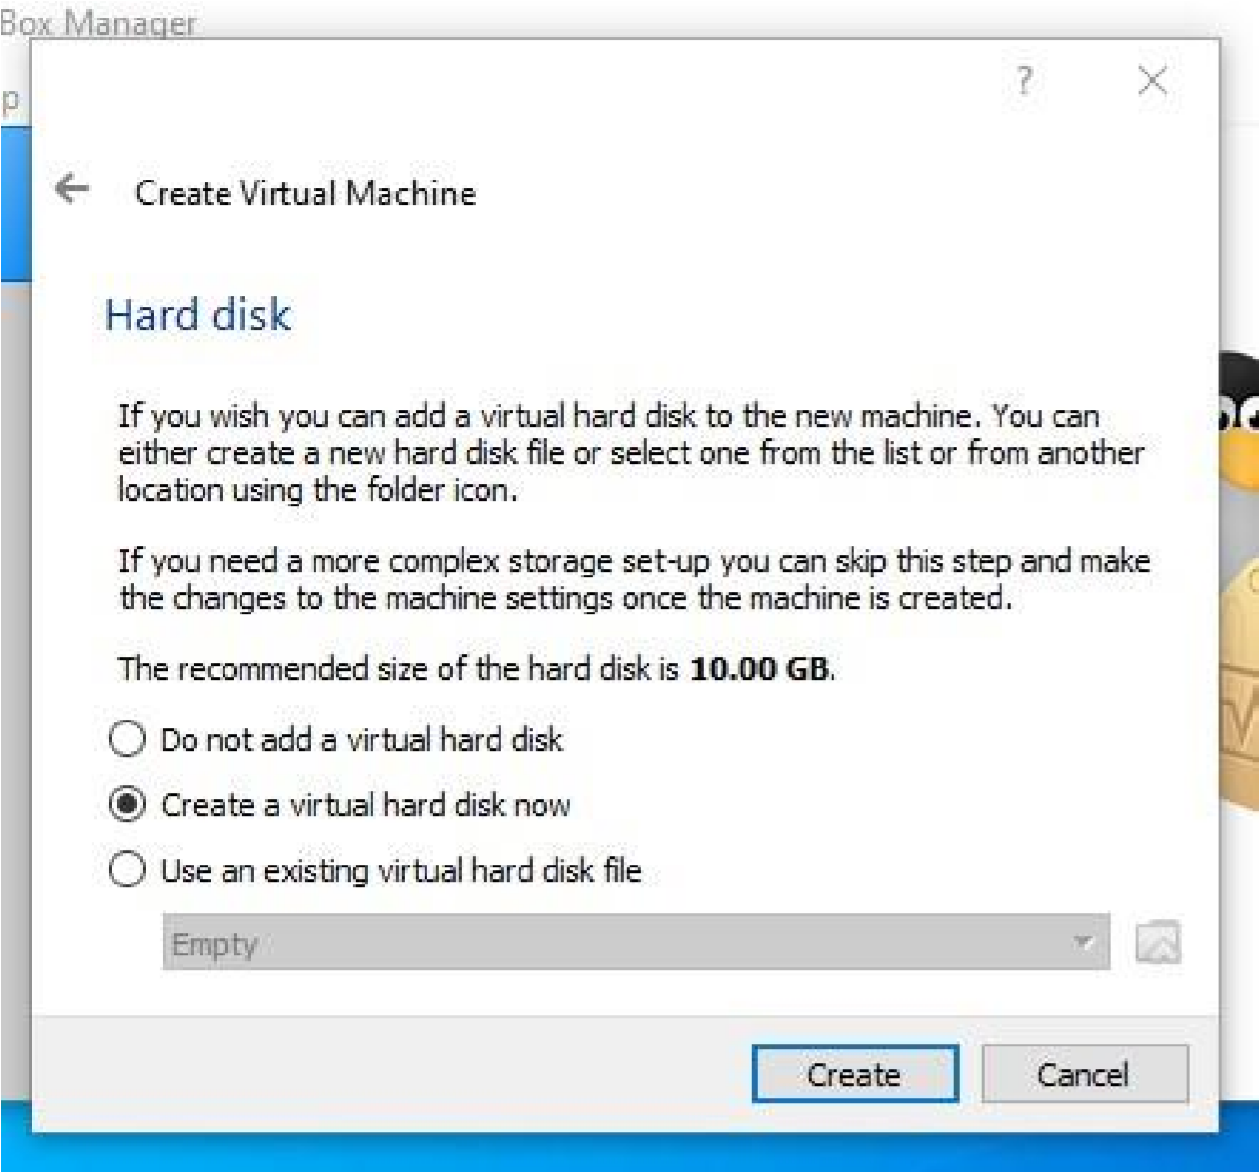 Box Manager
p
?
Create Virtual Machine
Hard disk
If you wish you can add a virtual hard disk to the new machine. You can
either create a new hard disk file or select one from the list or from another
location using the folder icon.
If you need a more complex storage set-up you can skip this step and make
the changes to the machine settings once the machine is created.
The recommended size of the hard disk is 10.00 GB.
Do not add a virtual hard disk
Create a virtual hard disk now
Use an existing virtual hard disk file
Empty
Create Cancel